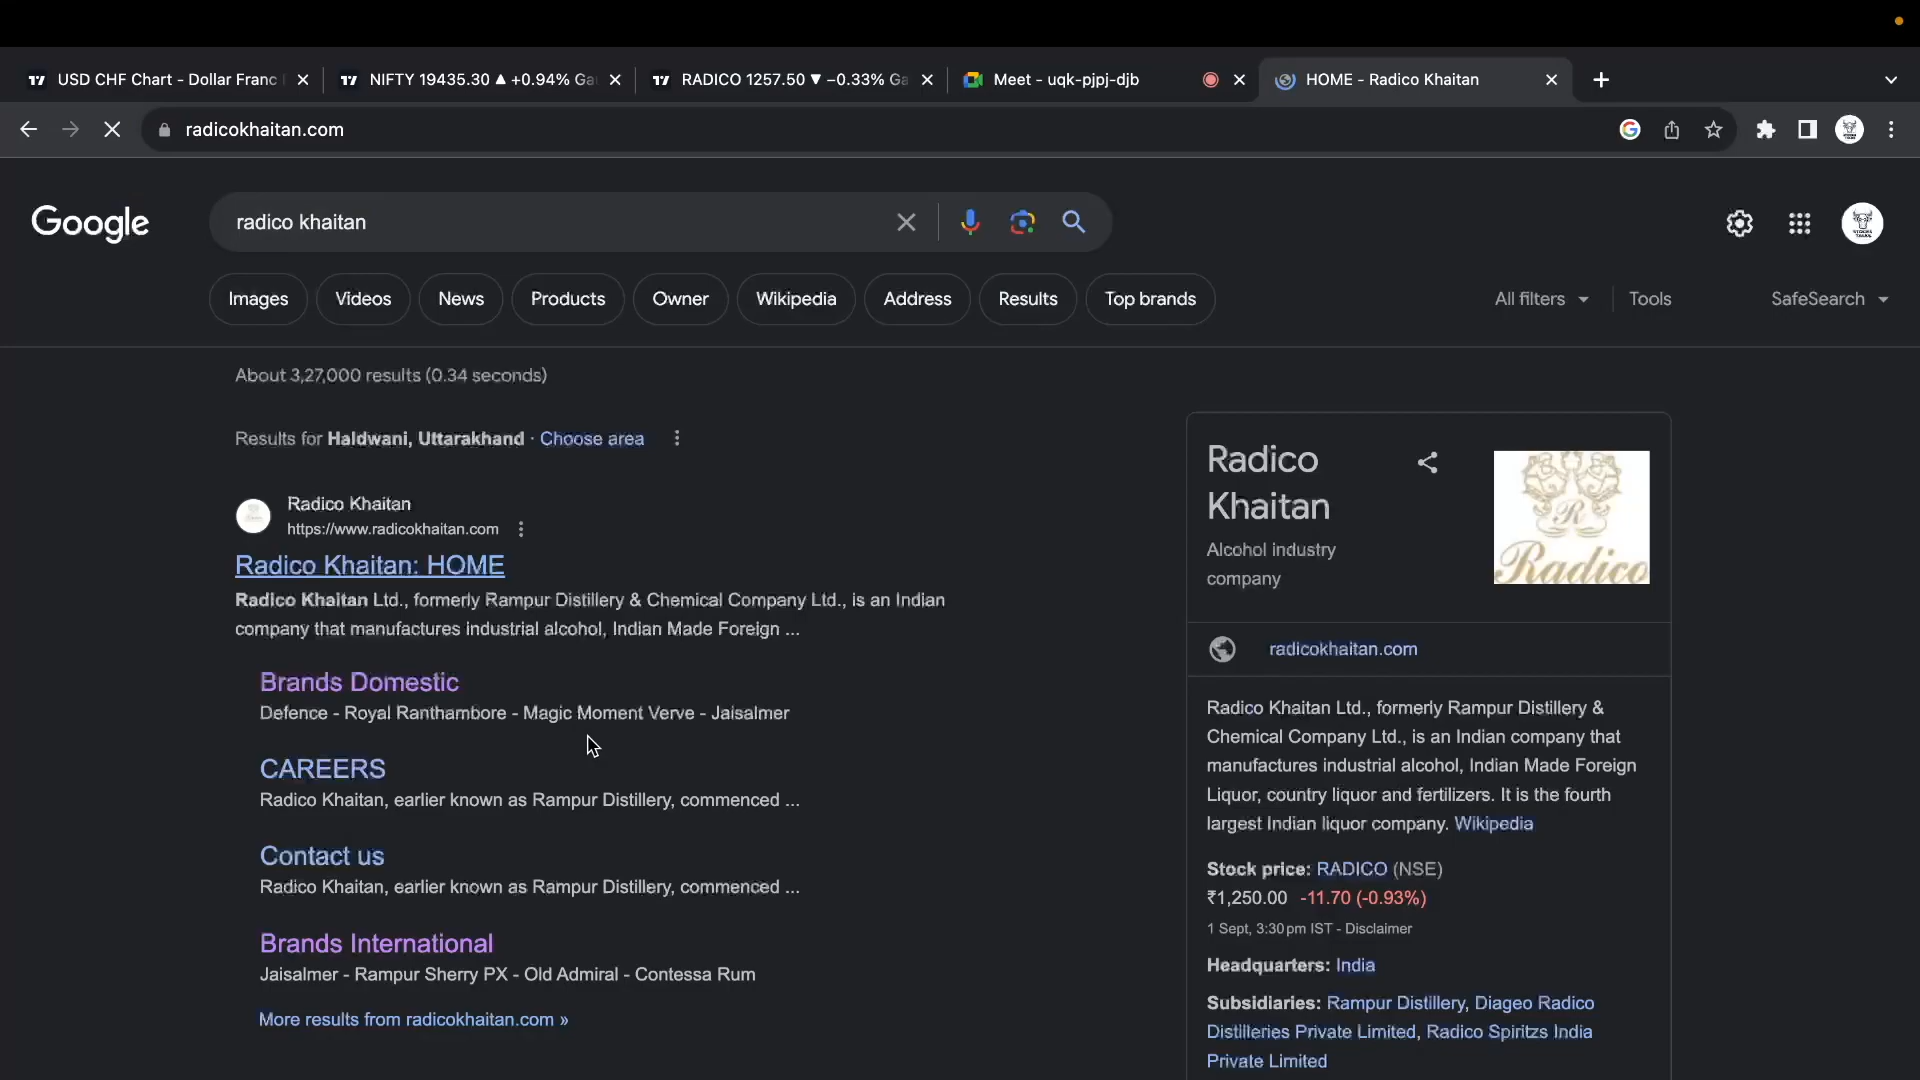 USD CHF Chart - Dollar Franc
NIFTY 19435.30 ▲ +0.94% Ga
RADICO 1257.50 ▼ −0.33% Ga
Meet - uqk-pjpj-djb
HOME - Radico Khaitan
radicokhaitan.com
Google
radico khaitan
Images
Videos
News
Products
Owner
Wikipedia
Address
Results
Top brands
All filters
Tools
SafeSearch
About 3,27,000 results (0.34 seconds)
Results for Haldwani, Uttarakhand · Choose area
Radico Khaitan
https://www.radicokhaitan.com
Radico Khaitan: HOME
Radico Khaitan Ltd., formerly Rampur Distillery & Chemical Company Ltd., is an Indian
company that manufactures industrial alcohol, Indian Made Foreign ...
Brands Domestic
Defence - Royal Ranthambore - Magic Moment Verve - Jaisalmer
CAREERS
Radico Khaitan, earlier known as Rampur Distillery, commenced ...
Contact us
Radico Khaitan, earlier known as Rampur Distillery, commenced ...
Brands International
Jaisalmer - Rampur Sherry PX - Old Admiral - Contessa Rum
More results from radicokhaitan.com »
Radico
Khaitan
Alcohol industry
company
R
Radico
radicokhaitan.com
Radico Khaitan Ltd., formerly Rampur Distillery &
Chemical Company Ltd., is an Indian company that
manufactures industrial alcohol, Indian Made Foreign
Liquor, country liquor and fertilizers. It is the fourth
largest Indian liquor company. Wikipedia
Stock price: RADICO (NSE)
₹1,250.00 -11.70 (-0.93%)
1 Sept, 3:30 pm IST - Disclaimer
Headquarters: India
Subsidiaries: Rampur Distillery, Diageo Radico
Distilleries Private Limited, Radico Spiritzs India
Private Limited